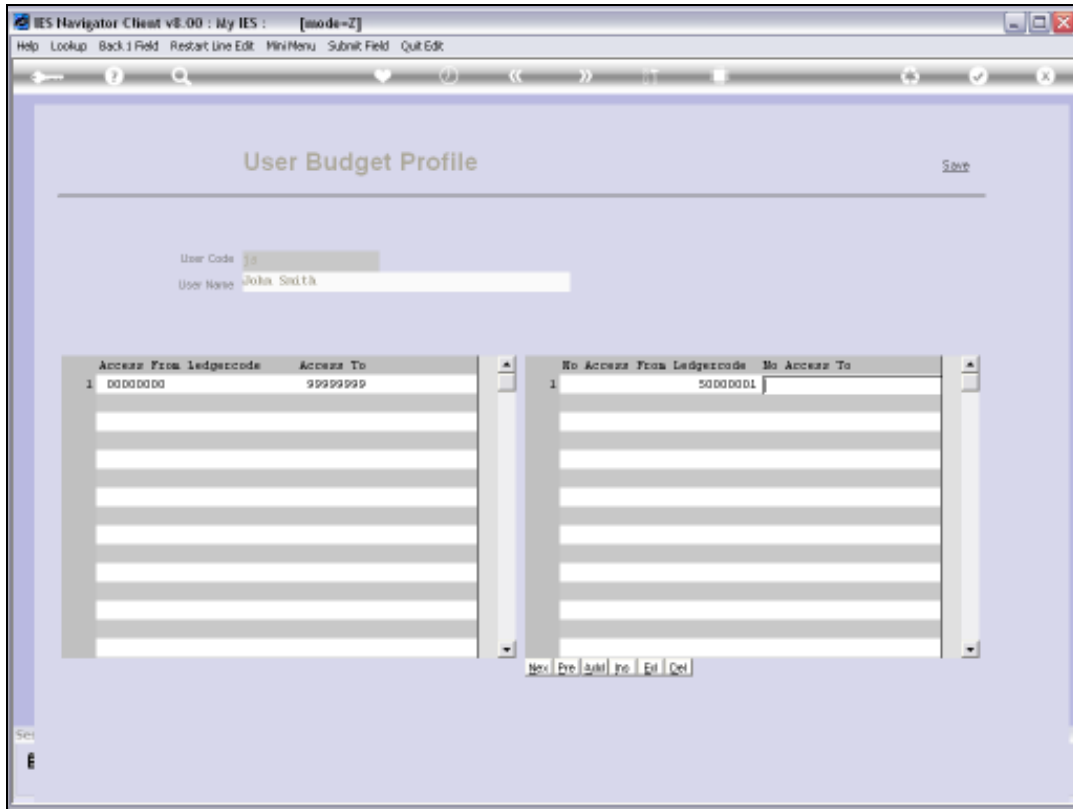 IES Navigator Client v8.00 : My IES : [mode=Z]
Help Lookup Back 1 Field Restart Line Edit MiniMenu Submit Field Quit Edit
User Budget Profile
Save
User Code js
User Name John Smith
Access From Ledgercode Access To
1 00000000 99999999
No Access From Ledgercode No Access To
1 50000001
Nex Pre Add Ins Ed Del